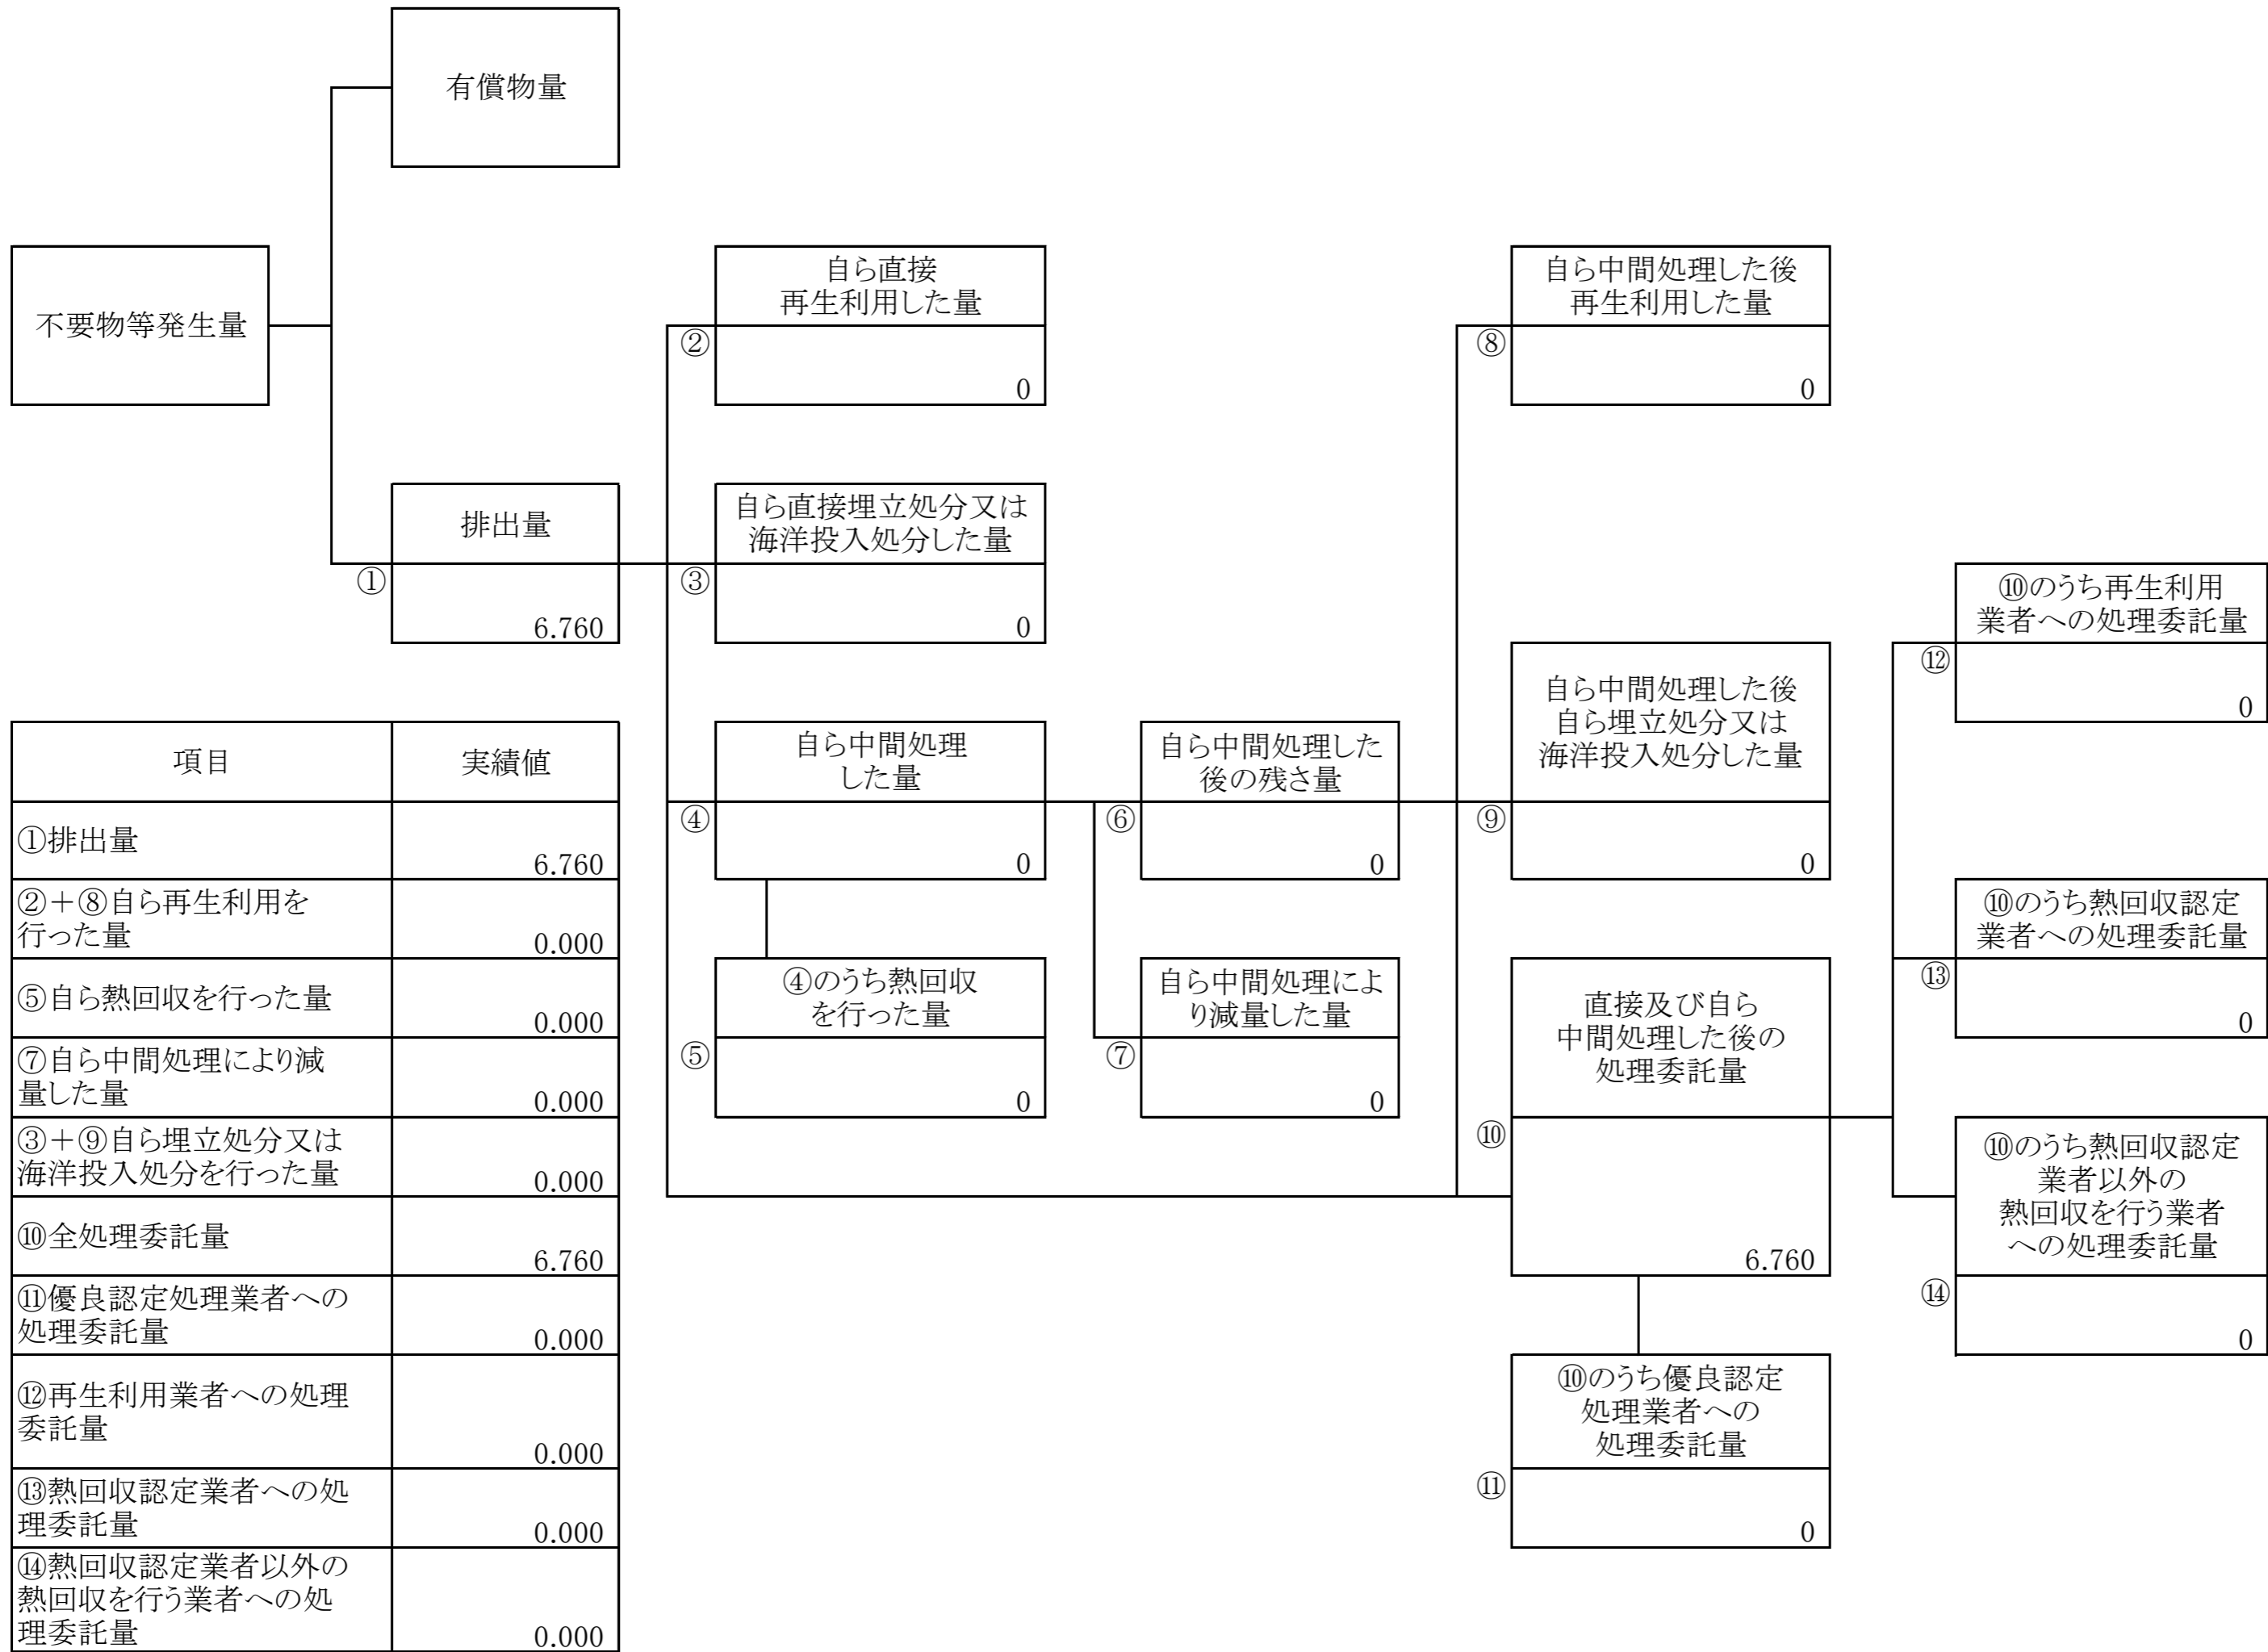 有償物量
不要物等発生量
自ら直接
再生利用した量
②
0
自ら中間処理した後
再生利用した量
⑧
0
排出量
①
6.760
自ら直接埋立処分又は
海洋投入処分した量
③
0
⑩のうち再生利用
業者への処理委託量
⑫
0
自ら中間処理
した量
④
0
自ら中間処理した
後の残さ量
⑥
0
自ら中間処理した後
自ら埋立処分又は
海洋投入処分した量
⑨
0
⑩のうち熱回収認定
業者への処理委託量
⑬
0
④のうち熱回収
を行った量
⑤
0
自ら中間処理によ
り減量した量
⑦
0
直接及び自ら
中間処理した後の
処理委託量
⑩
6.760
⑩のうち熱回収認定
業者以外の
熱回収を行う業者
への処理委託量
⑭
0
⑩のうち優良認定
処理業者への
処理委託量
⑪
0
項目 実績値
①排出量
6.760
②＋⑧自ら再生利用を
行った量
0.000
⑤自ら熱回収を行った量
0.000
⑦自ら中間処理により減
量した量
0.000
③＋⑨自ら埋立処分又は
海洋投入処分を行った量
0.000
⑩全処理委託量
6.760
⑪優良認定処理業者への
処理委託量
0.000
⑫再生利用業者への処理
委託量
0.000
⑬熱回収認定業者への処
理委託量
0.000
⑭熱回収認定業者以外の
熱回収を行う業者への処
理委託量
0.000